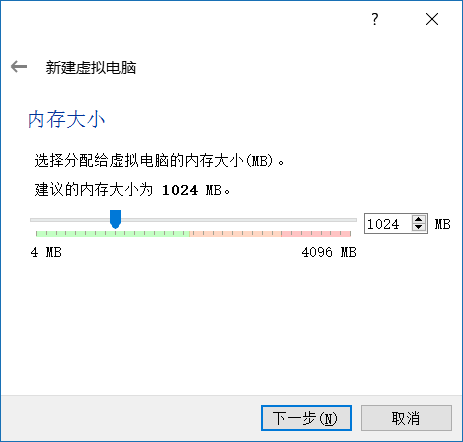 ?
新建虚拟电脑
内存大小
选择分配给虚拟电脑的内存大小(MB)。
建议的内存大小为 1024 MB。
1024 MB
4 MB 4096 MB
下一步(N) 取消